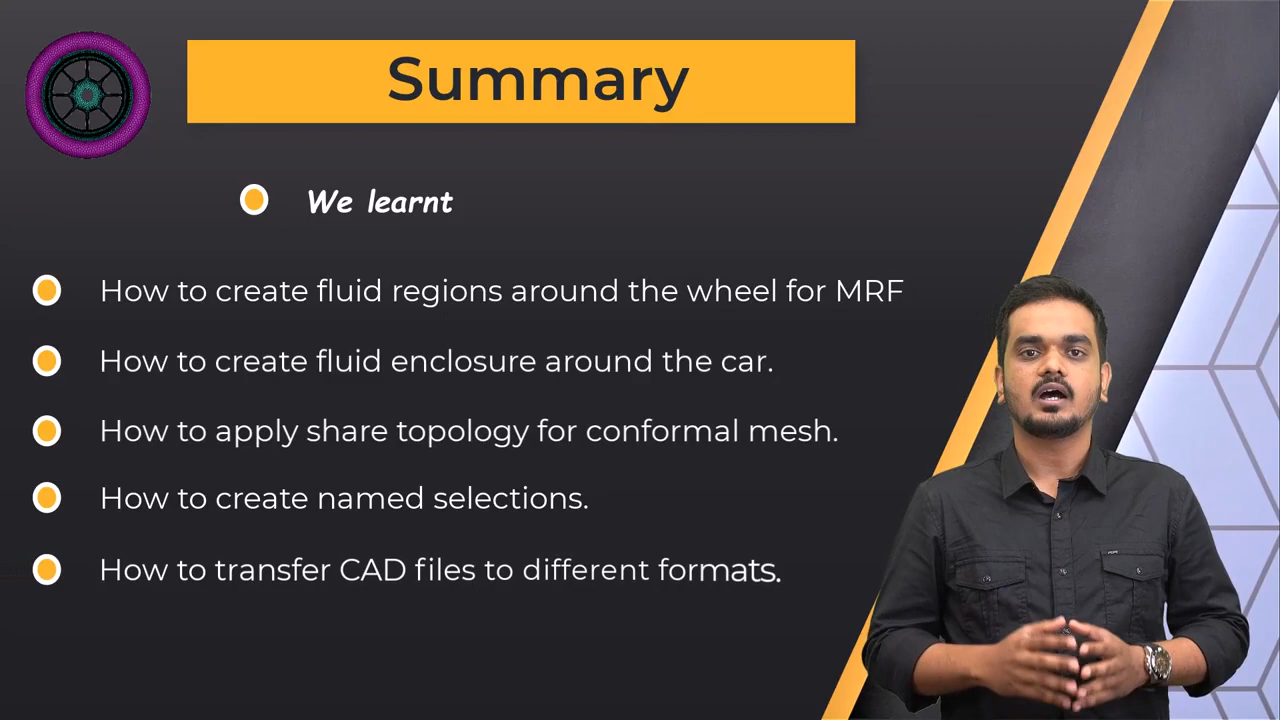 Summary
We learnt
How to create fluid regions around the wheel for MRF
How to create fluid enclosure around the car.
How to apply share topology for conformal mesh.
How to create named selections.
How to transfer CAD files to different formats.